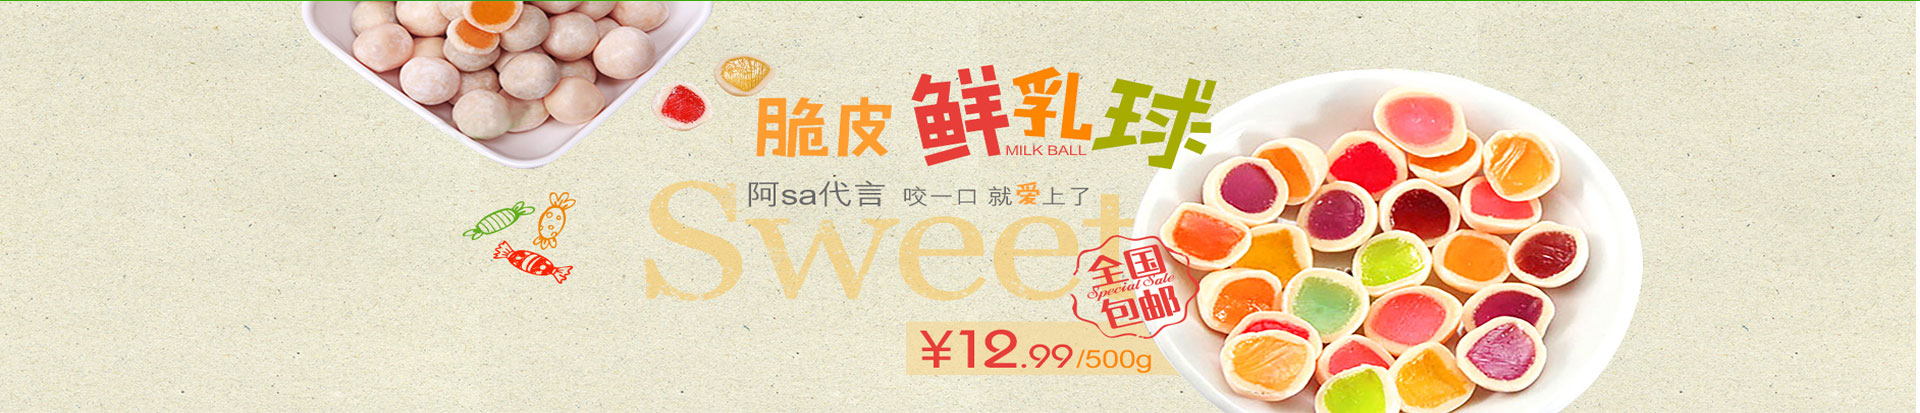 脆皮 鲜乳球
MILK BALL
阿sa代言 咬一口 就爱上了
Sweet
全国
Special Sale
包邮
¥12.99/500g